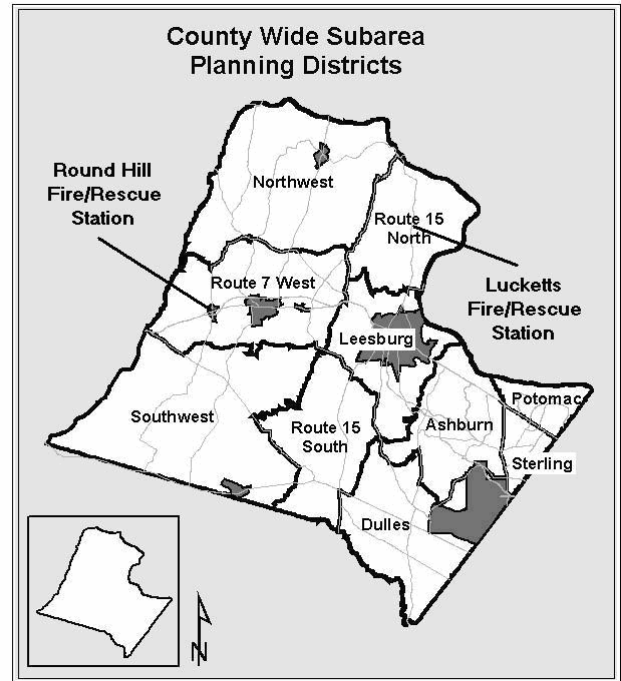 County Wide Subarea
Planning Districts
Round Hill
Fire/Rescue
Station
Northwest
Route 15
North
Route 7 West
Lucketts
Fire/Rescue
Station
Leesburg
Potomac
Southwest
Route 15
South
Ashburn
Sterling
Dulles
N